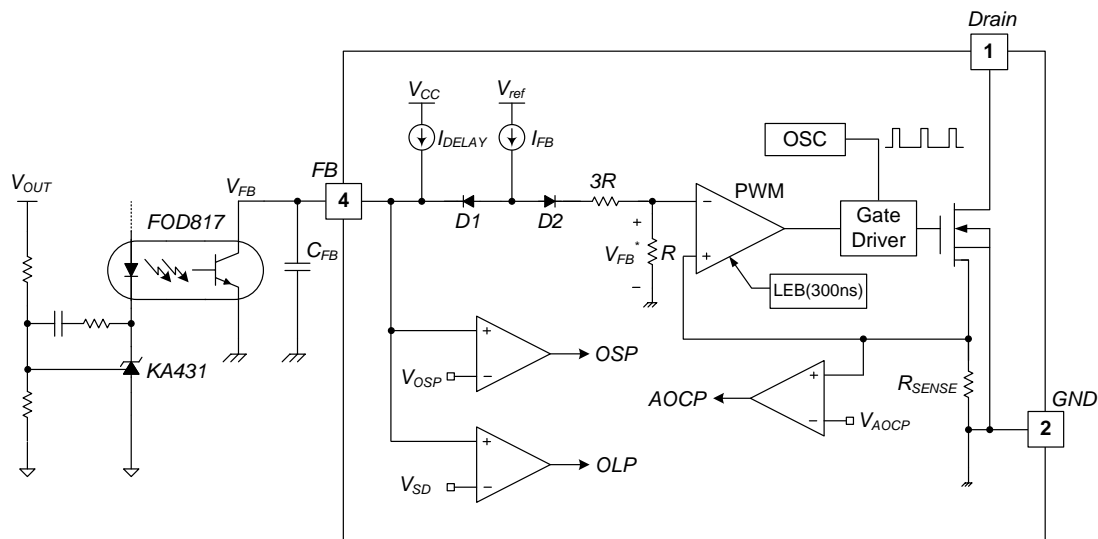 Drain
1
V_CC
V_ref
I_DELAY
I_FB
OSC
FB
4
3R
PWM
V_OUT
V_FB
FOD817
D1
D2
−
Gate
Driver
C_FB
+
V_FB*
R
−
+
LEB(300ns)
KA431
+
V_OSP
−
OSP
AOCP
+
−
V_AOCP
R_SENSE
GND
2
+
V_SD
−
OLP